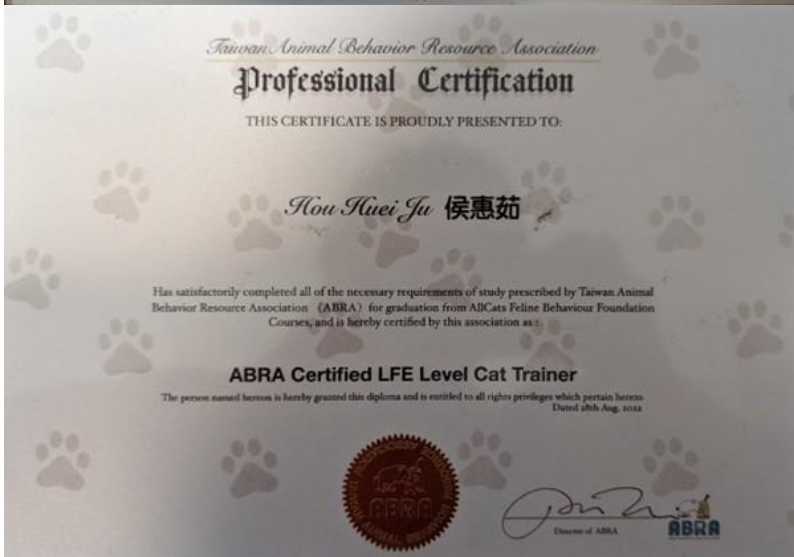 Taiwan Animal Behavior Resource Association
Professional Certification
THIS CERTIFICATE IS PROUDLY PRESENTED TO:
Hou Huei Ju 侯惠茹
Has satisfactorily completed all of the necessary requirements of study prescribed by Taiwan Animal
Behavior Resource Association （ABRA） for graduation from AllCats Feline Behaviour Foundation
Courses, and is hereby certified by this association as :
ABRA Certified LFE Level Cat Trainer
The person named hereon is hereby granted this diploma and is entitled to all rights privileges which pertain hereto
Dated 28th Aug, 2022
ABRA
Director of ABRA
ABRA